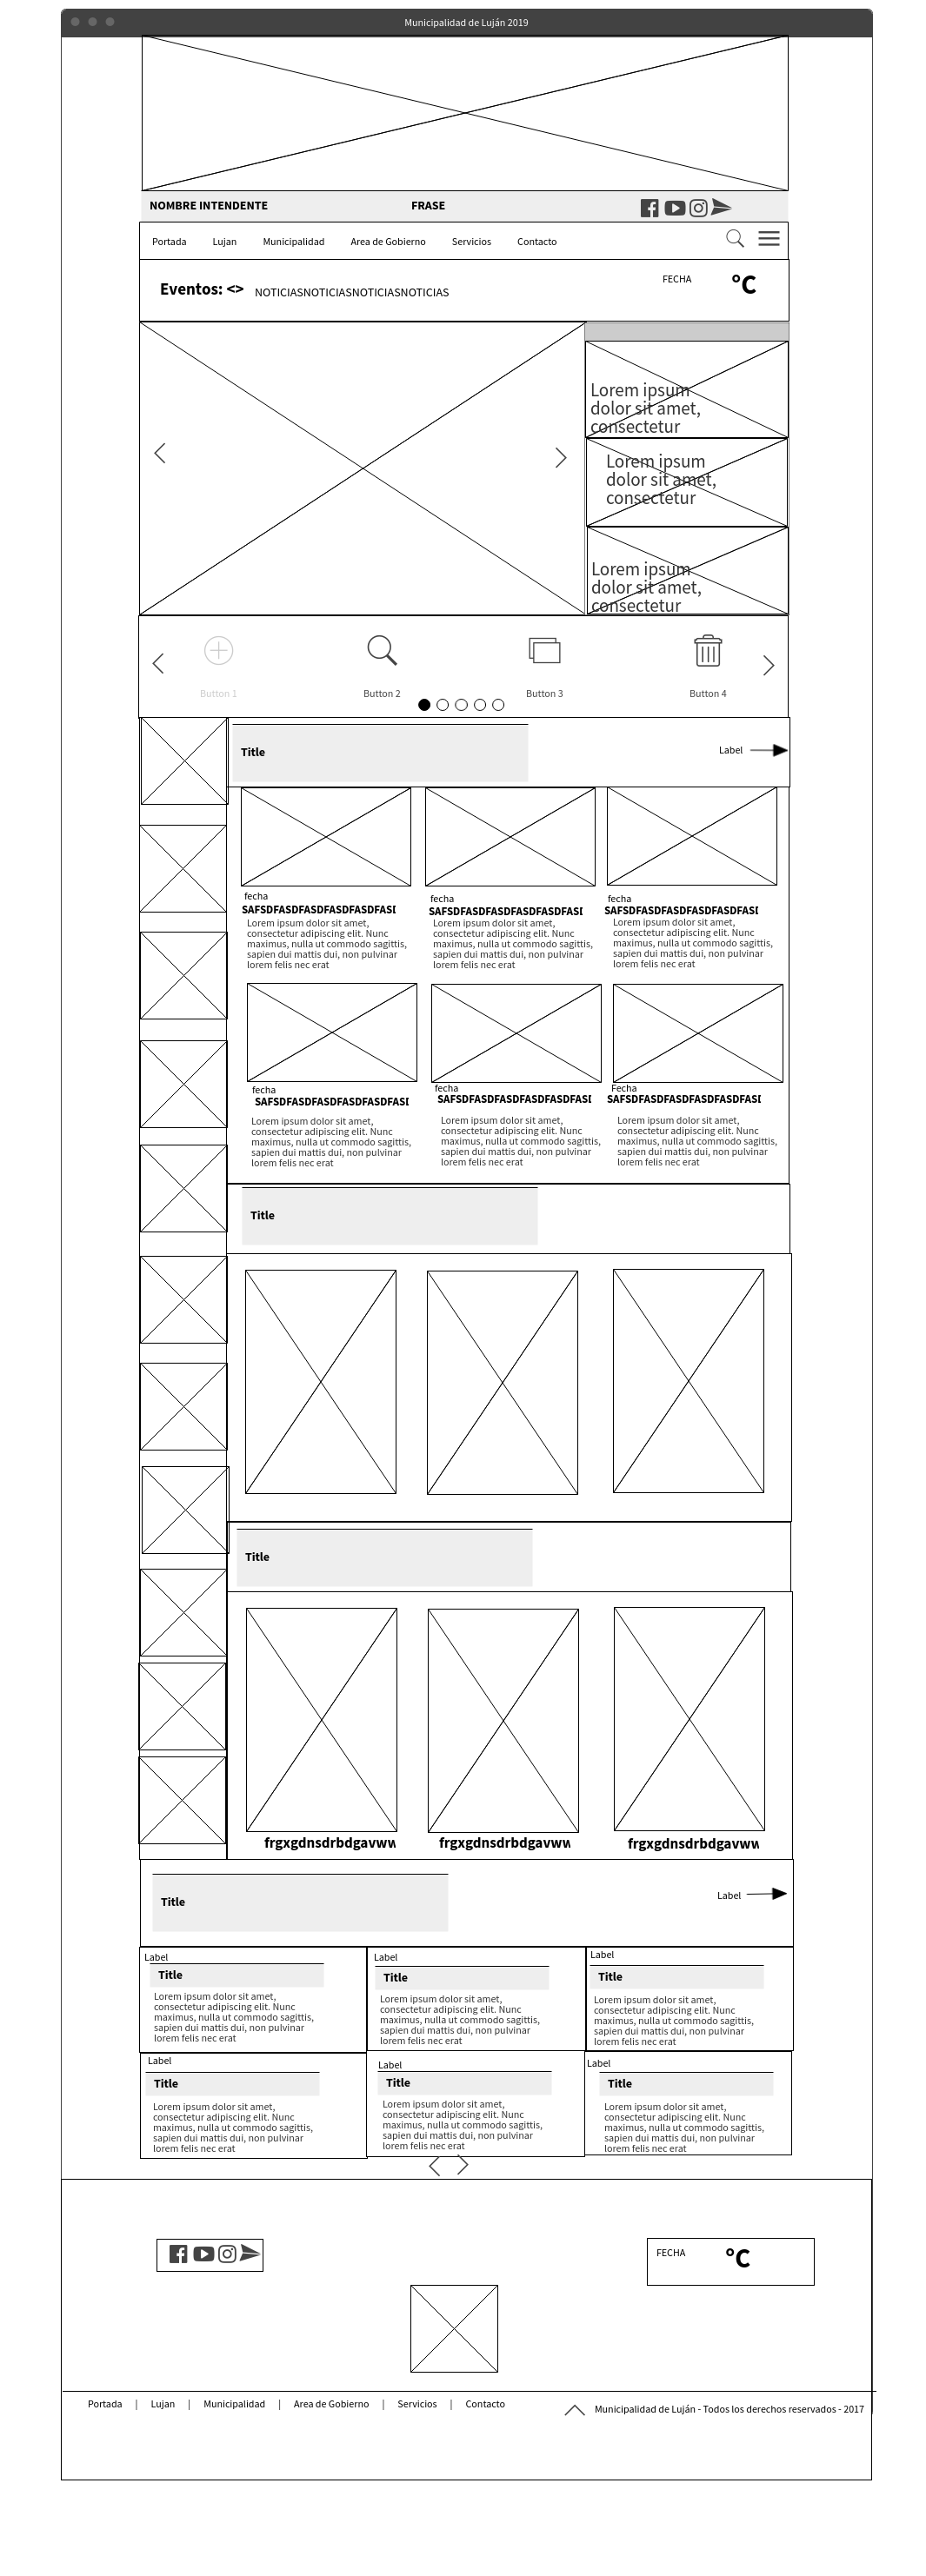 Municipalidad de Luján 2019
NOMBRE INTENDENTE
FRASE
Portada
Lujan
Municipalidad
Area de Gobierno
Servicios
Contacto
Eventos: <>
NOTICIASNOTICIASNOTICIASNOTICIAS
FECHA
°C
Lorem ipsum
dolor sit amet,
consectetur
Lorem ipsum
dolor sit amet,
consectetur
Lorem ipsum
dolor sit amet,
consectetur
Button 1
Button 2
Button 3
Button 4
Title
Label
fecha
SAFSDFASDFASDFASDFASDFASI
Lorem ipsum dolor sit amet,
consectetur adipiscing elit. Nunc
maximus, nulla ut commodo sagittis,
sapien dui mattis dui, non pulvinar
lorem felis nec erat
fecha
SAFSDFASDFASDFASDFASDFASI
Lorem ipsum dolor sit amet,
consectetur adipiscing elit. Nunc
maximus, nulla ut commodo sagittis,
sapien dui mattis dui, non pulvinar
lorem felis nec erat
fecha
SAFSDFASDFASDFASDFASDFASI
Lorem ipsum dolor sit amet,
consectetur adipiscing elit. Nunc
maximus, nulla ut commodo sagittis,
sapien dui mattis dui, non pulvinar
lorem felis nec erat
fecha
SAFSDFASDFASDFASDFASDFASI
Lorem ipsum dolor sit amet,
consectetur adipiscing elit. Nunc
maximus, nulla ut commodo sagittis,
sapien dui mattis dui, non pulvinar
lorem felis nec erat
fecha
SAFSDFASDFASDFASDFASDFASI
Lorem ipsum dolor sit amet,
consectetur adipiscing elit. Nunc
maximus, nulla ut commodo sagittis,
sapien dui mattis dui, non pulvinar
lorem felis nec erat
Fecha
SAFSDFASDFASDFASDFASDFASI
Lorem ipsum dolor sit amet,
consectetur adipiscing elit. Nunc
maximus, nulla ut commodo sagittis,
sapien dui mattis dui, non pulvinar
lorem felis nec erat
Title
Title
frgxgdnsdrbdgavww
frgxgdnsdrbdgavww
frgxgdnsdrbdgavww
Title
Label
Label
Title
Lorem ipsum dolor sit amet,
consectetur adipiscing elit. Nunc
maximus, nulla ut commodo sagittis,
sapien dui mattis dui, non pulvinar
lorem felis nec erat
Label
Title
Lorem ipsum dolor sit amet,
consectetur adipiscing elit. Nunc
maximus, nulla ut commodo sagittis,
sapien dui mattis dui, non pulvinar
lorem felis nec erat
Label
Title
Lorem ipsum dolor sit amet,
consectetur adipiscing elit. Nunc
maximus, nulla ut commodo sagittis,
sapien dui mattis dui, non pulvinar
lorem felis nec erat
Label
Title
Lorem ipsum dolor sit amet,
consectetur adipiscing elit. Nunc
maximus, nulla ut commodo sagittis,
sapien dui mattis dui, non pulvinar
lorem felis nec erat
Label
Title
Lorem ipsum dolor sit amet,
consectetur adipiscing elit. Nunc
maximus, nulla ut commodo sagittis,
sapien dui mattis dui, non pulvinar
lorem felis nec erat
Label
Title
Lorem ipsum dolor sit amet,
consectetur adipiscing elit. Nunc
maximus, nulla ut commodo sagittis,
sapien dui mattis dui, non pulvinar
lorem felis nec erat
FECHA
°C
Portada | Lujan | Municipalidad | Area de Gobierno | Servicios | Contacto
Municipalidad de Luján - Todos los derechos reservados - 2017